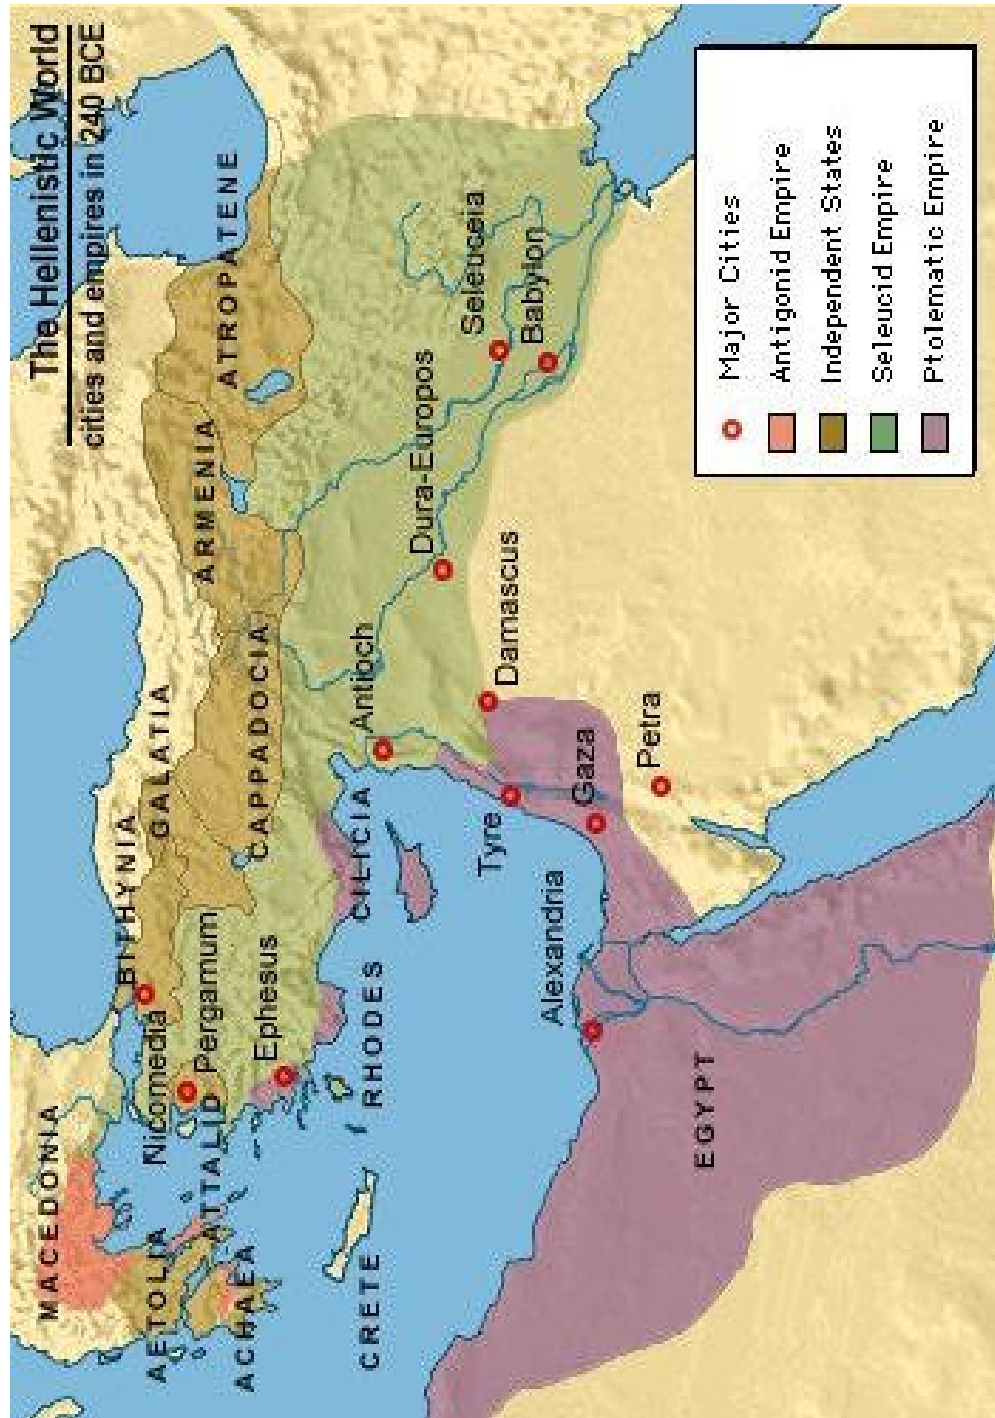 The Hellenistic World
cities and empires in 240 BCE
MACEDONIA
AETOLIA
ACHAEA
ATTALID
CRETE
RHODES
Nicomedia
Pergamum
Ephesus
BITHYNIA
GALATIA
CAPPADOCIA
CILICIA
ARMENIA
ATROPATENE
Antioch
Dura-Europos
Seleuceia
Babylon
Damascus
Tyre
Gaza
Petra
Alexandria
EGYPT
Major Cities
Antigonid Empire
Independent States
Seleucid Empire
Ptolematic Empire